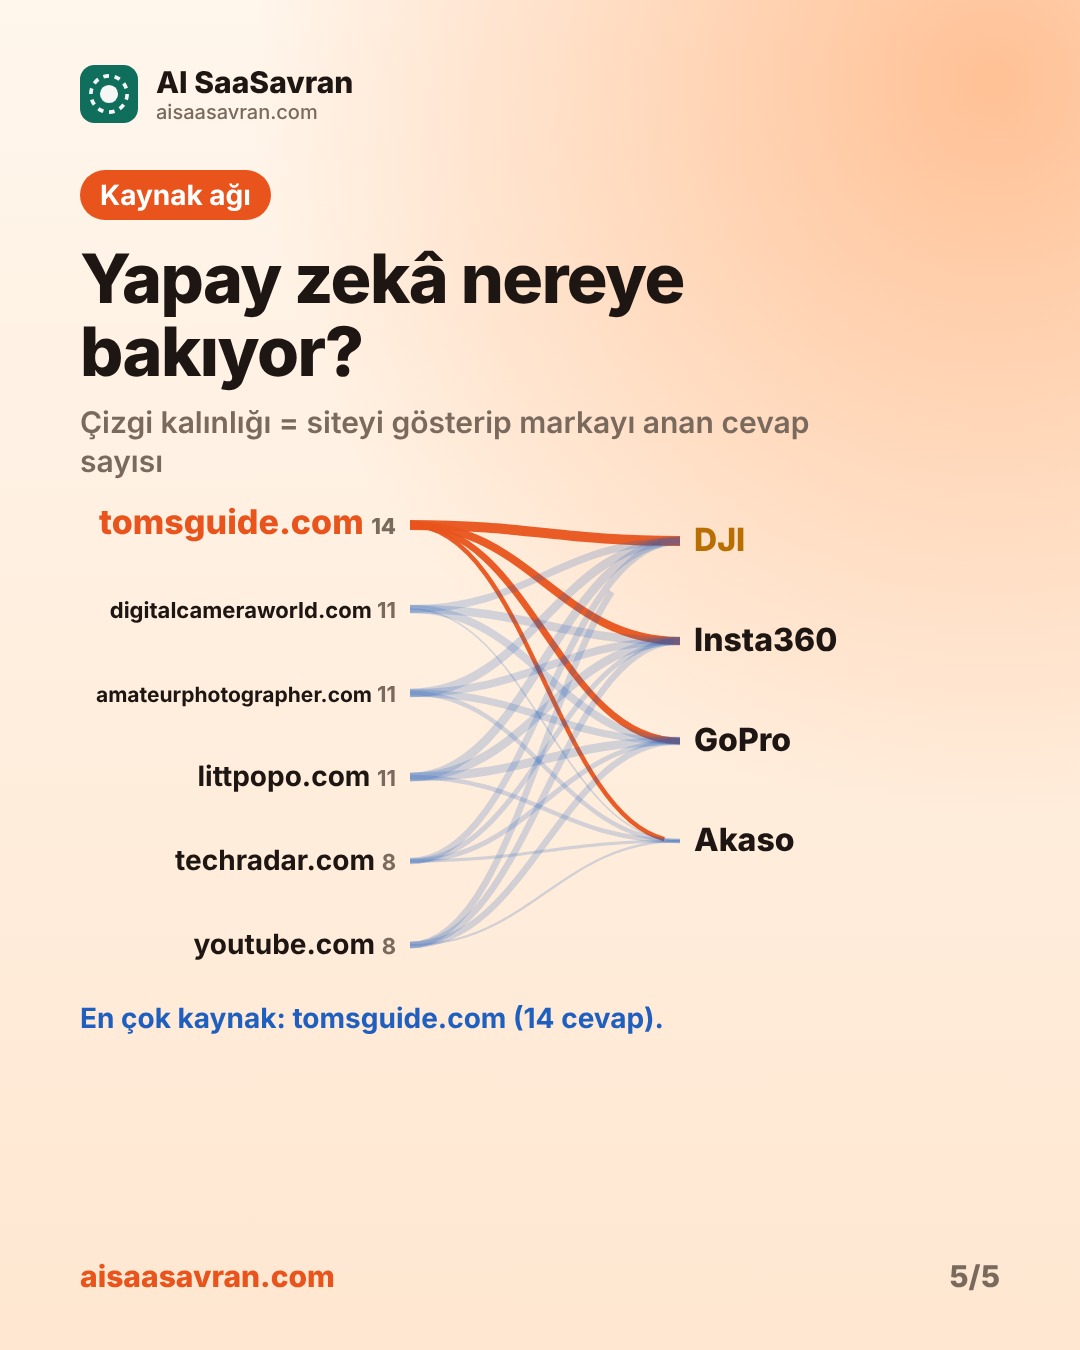 AI SaaSavran
aisaasavran.com
Kaynak ağı
Yapay zekâ nereye
bakıyor?
Çizgi kalınlığı = siteyi gösterip markayı anan cevap
sayısı
tomsguide.com 14
digitalcameraworld.com 11
amateurphotographer.com 11
littpopo.com 11
techradar.com 8
youtube.com 8
DJI
Insta360
GoPro
Akaso
En çok kaynak: tomsguide.com (14 cevap).
aisaasavran.com
5/5